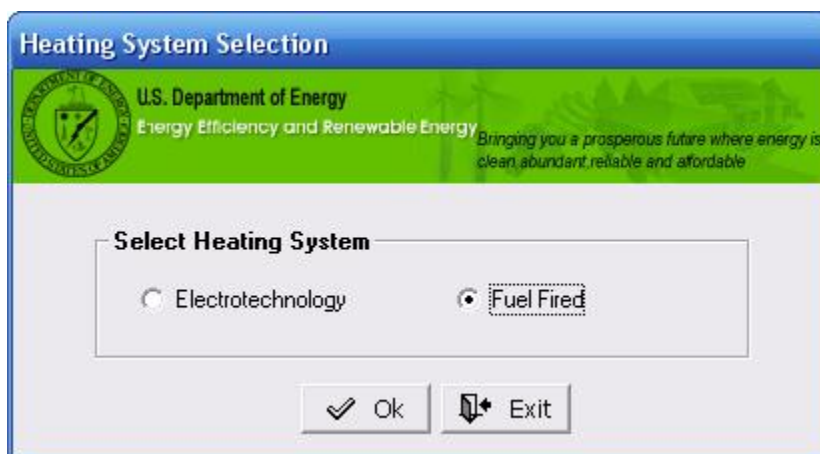 Heating System Selection
U.S. Department of Energy
Energy Efficiency and Renewable Energy
Bringing you a prosperous future where energy is
clean,abundant,reliable and affordable
Select Heating System
Electrotechnology
Fuel Fired
Ok
Exit